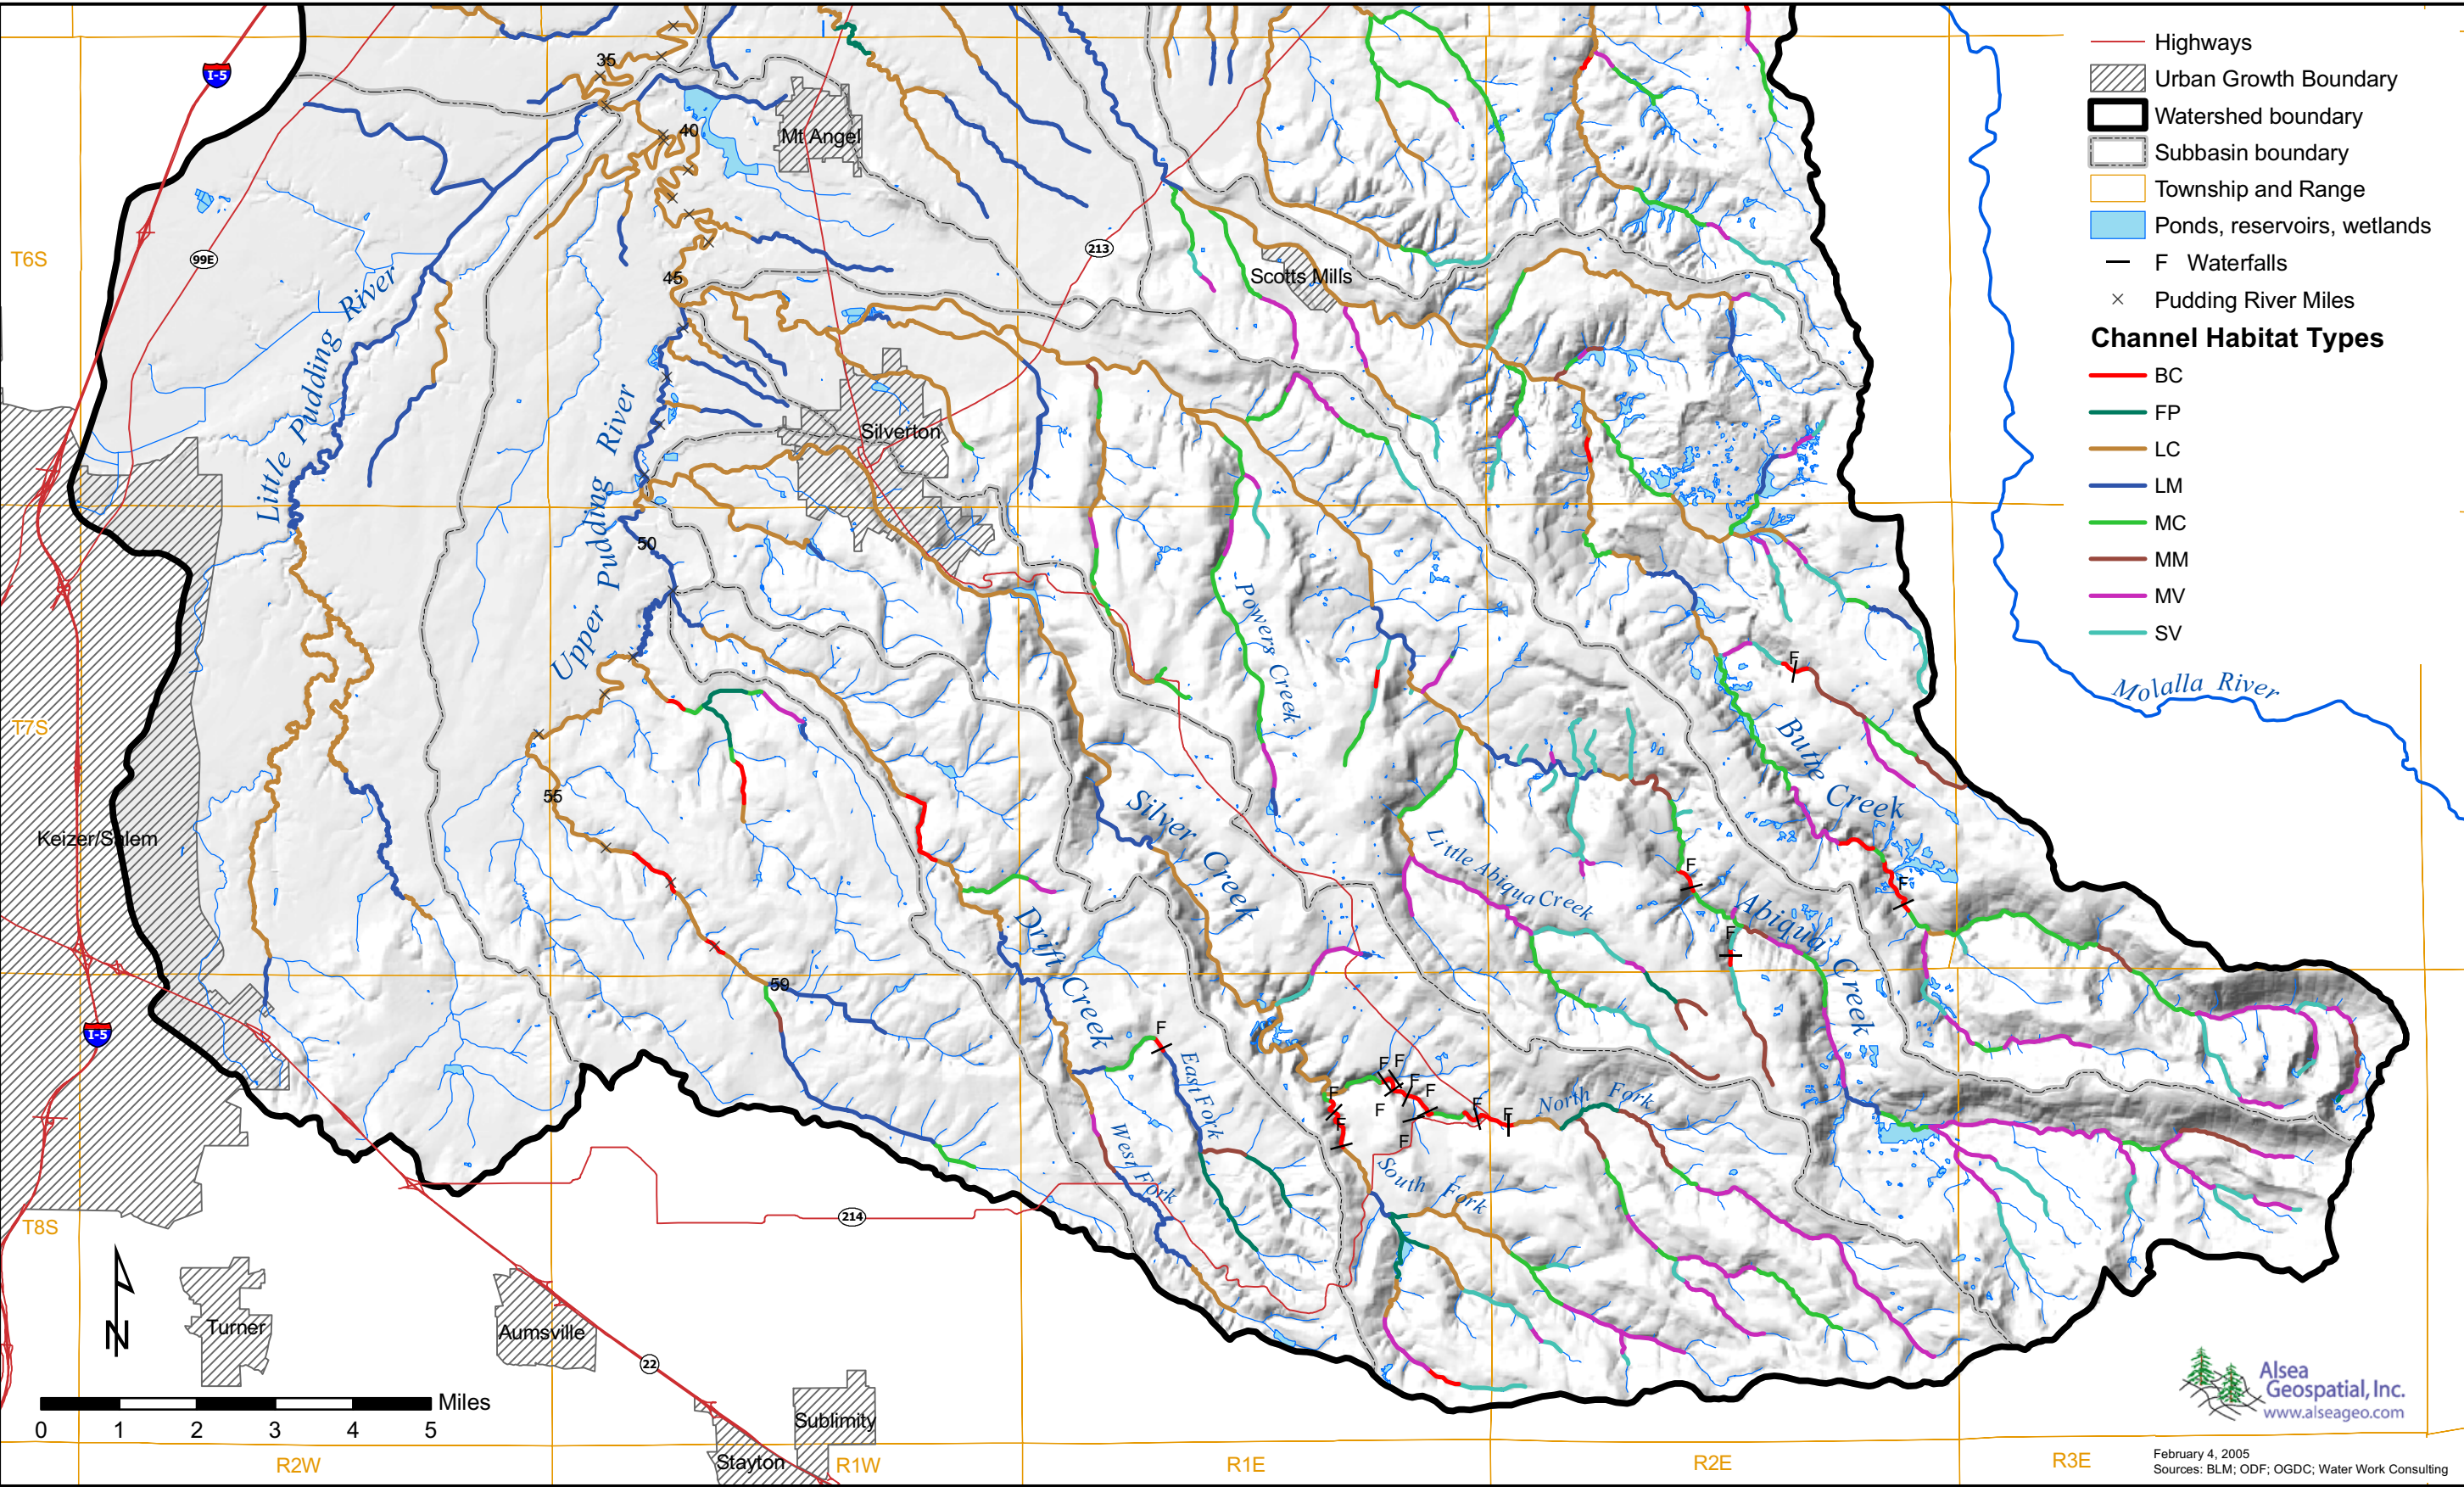 Highways
Urban Growth Boundary
Watershed boundary
Subbasin boundary
Township and Range
Ponds, reservoirs, wetlands
F Waterfalls
Pudding River Miles
Channel Habitat Types
BC
FP
LC
LM
MC
MM
MV
SV
I-5
35
40
Mt Angel
T6S
99E
213
45
Scotts Mills
Little Pudding River
Silverton
Upper Pudding River
50
Powers Creek
F
Molalla River
T7S
Butte Creek
55
Keizer/Salem
Silver Creek
Little Abiqua Creek
F
F
Abiqua Creek
F
Drift Creek
59
I-5
F
East Fork
F
F
F
F
F
F
F
F
F
F
North Fork
West Fork
South Fork
214
T8S
N
Turner
Aumsville
22
Miles
0 1 2 3 4 5
Sublimity
Stayton
R2W
R1W
R1E
R2E
R3E
Alsea
Geospatial, Inc.
www.alseageo.com
February 4, 2005
Sources: BLM; ODF; OGDC; Water Work Consulting